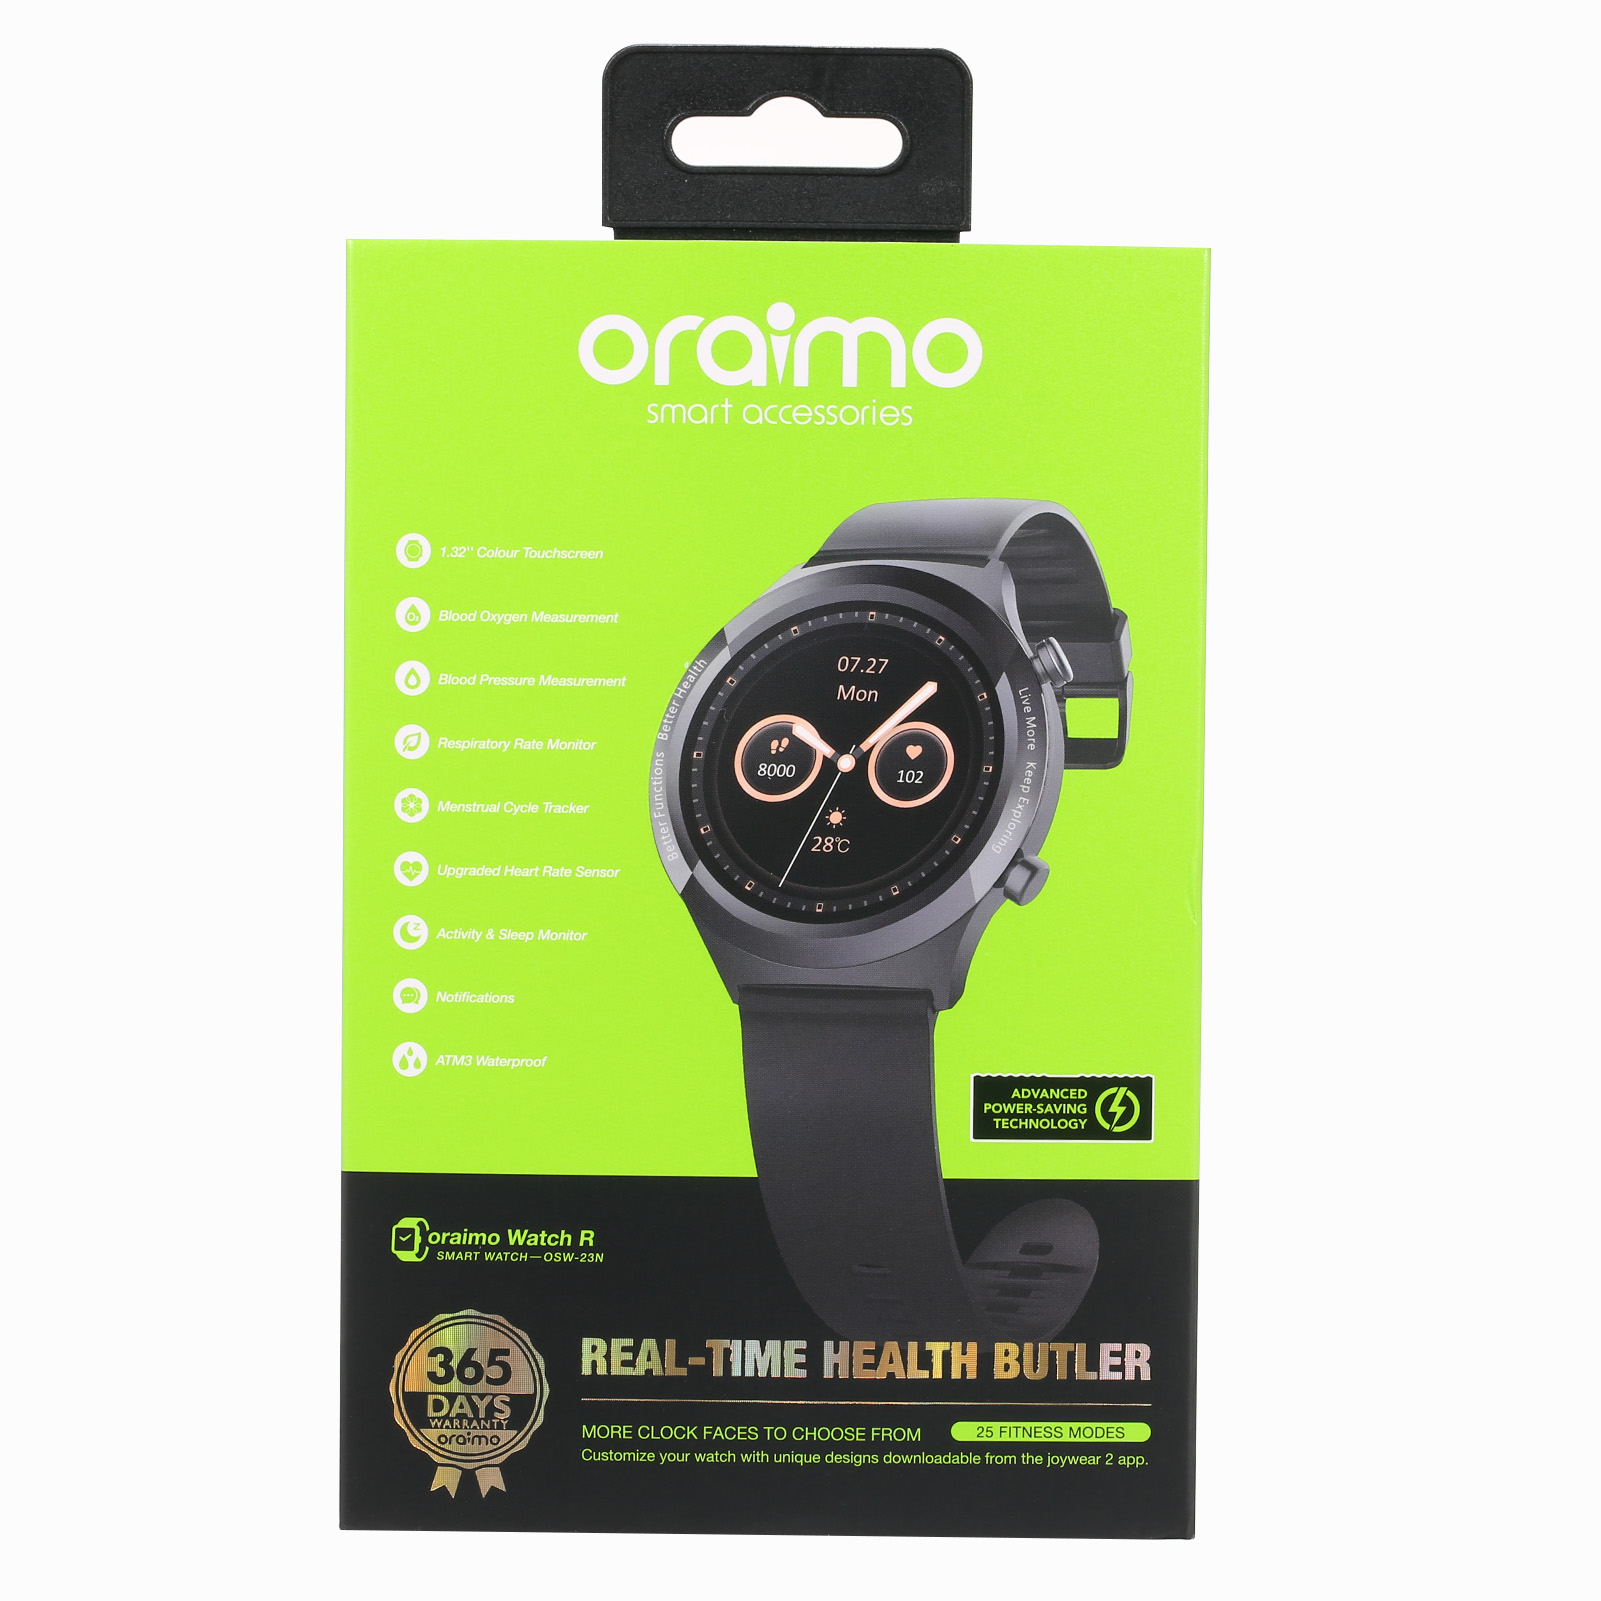 oraimo
smart accessories
1.32'' Colour Touchscreen
Blood Oxygen Measurement
Blood Pressure Measurement
Respiratory Rate Monitor
Menstrual Cycle Tracker
Upgraded Heart Rate Sensor
Activity & Sleep Monitor
Notifications
ATM3 Waterproof
O₂
z
Better Functions Better Health
07.27
Mon
8000
102
28℃
Live More Keep Exploring
ADVANCED
POWER-SAVING
TECHNOLOGY
oraimo Watch R
SMART WATCH—OSW-23N
365
DAYS
WARRANTY
oraimo
REAL-TIME HEALTH BUTLER
MORE CLOCK FACES TO CHOOSE FROM 25 FITNESS MODES
Customize your watch with unique designs downloadable from the joywear 2 app.